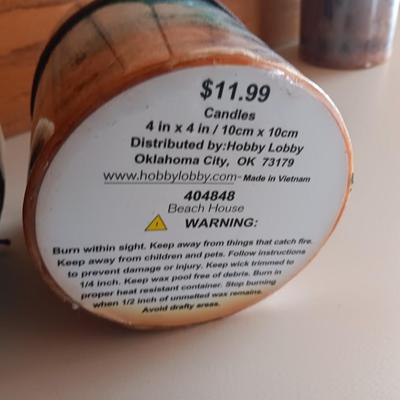 $11.99
Candles
4 in x 4 in / 10cm x 10cm
Distributed by:Hobby Lobby
Oklahoma City, OK 73179
www.hobbylobby.com- Made in Vietnam
404848
Beach House
WARNING:
Burn within sight. Keep away from things that catch fire.
Keep away from children and pets. Follow instructions
to prevent damage or injury. Keep wick trimmed to
1/4 inch. Keep wax pool free of debris. Burn in
proper heat resistant container. Stop burning
when 1/2 inch of unmelted wax remains.
Avoid drafty areas.